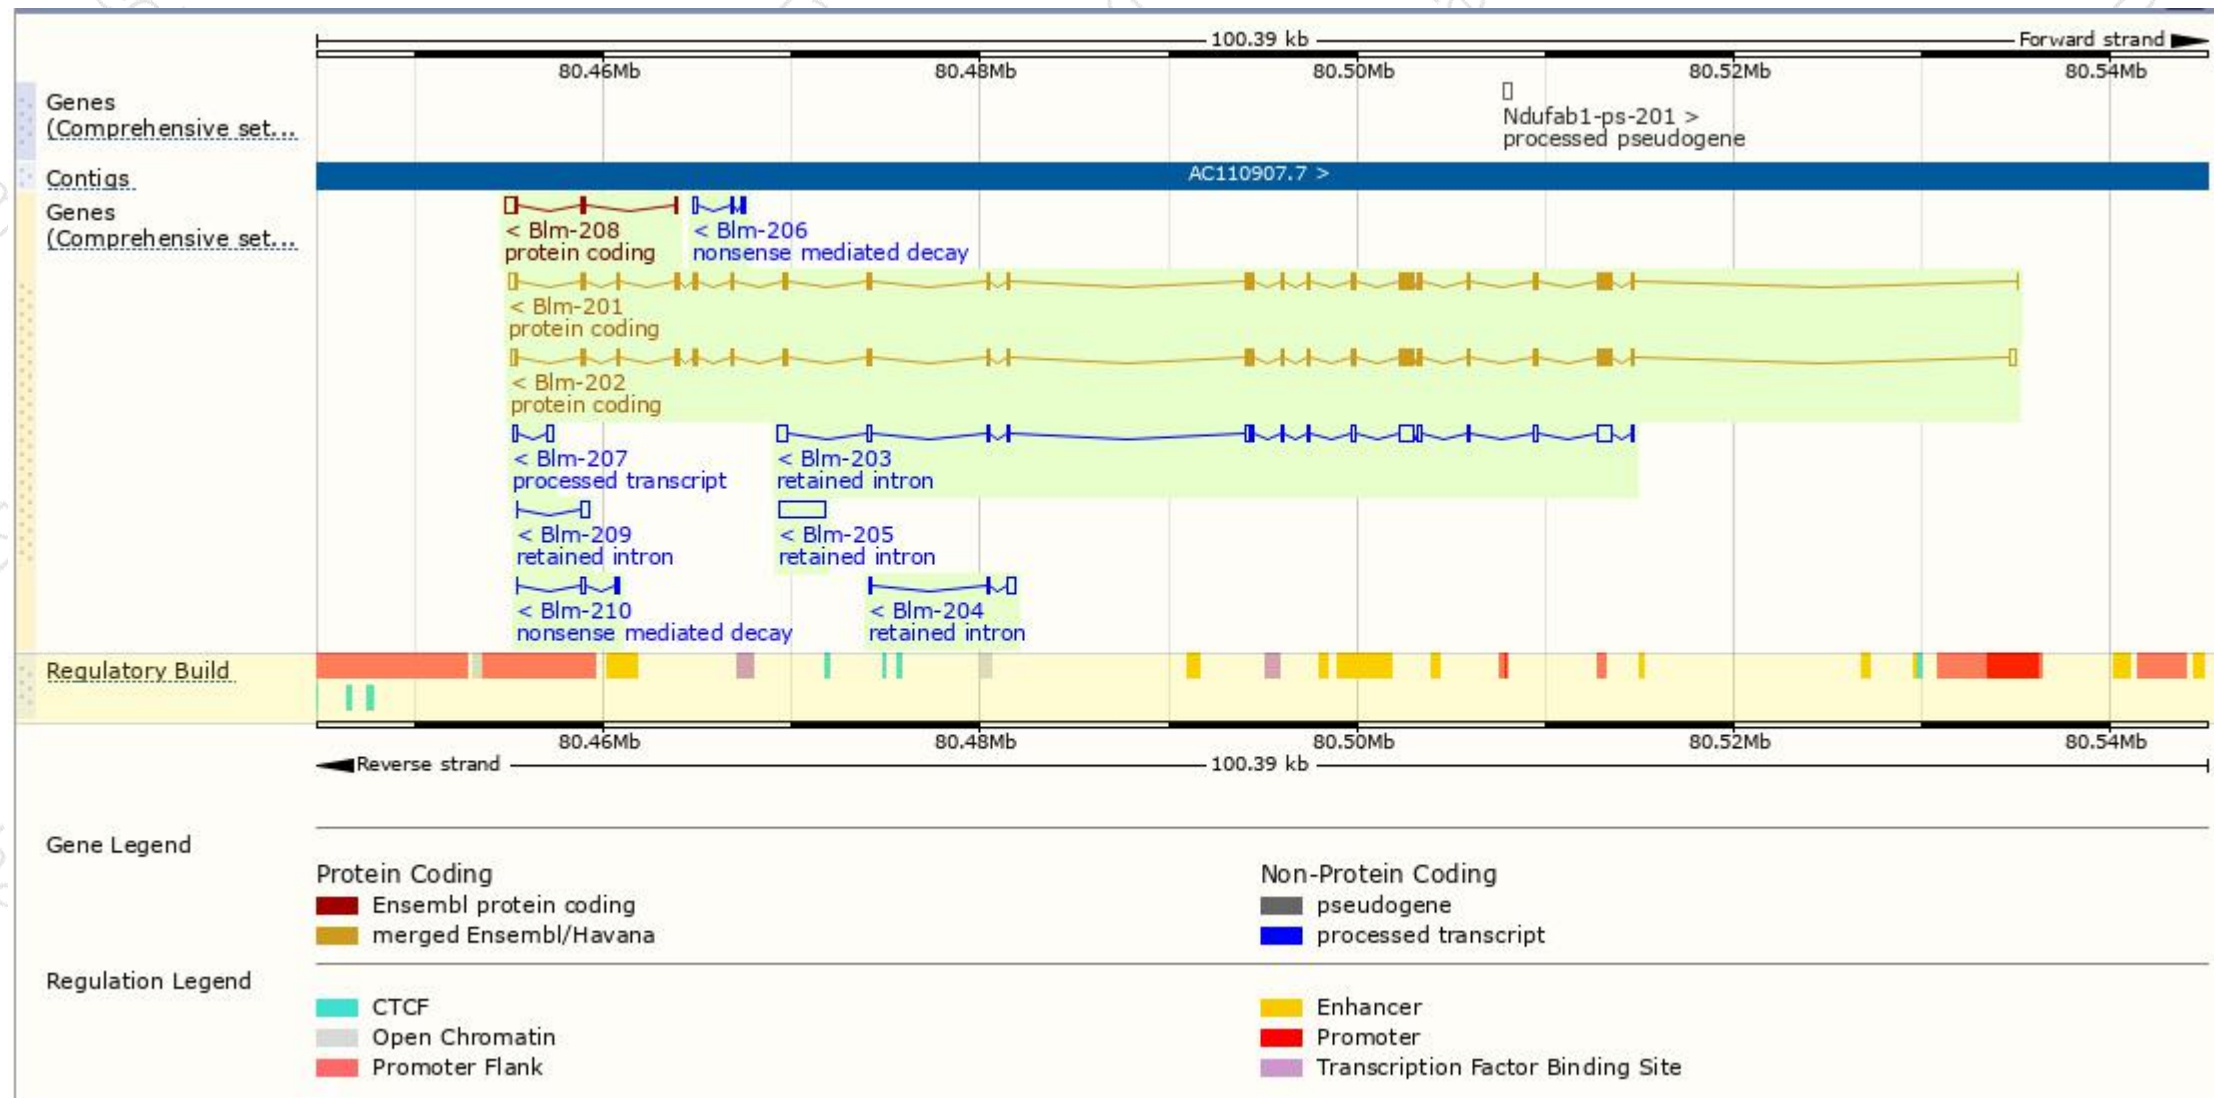 100.39 kb Forward strand
80.46Mb 80.48Mb 80.50Mb 80.52Mb 80.54Mb
Genes
(Comprehensive set...
Ndufab1-ps-201 >
processed pseudogene
Contigs
AC110907.7 >
Genes
(Comprehensive set...
< Blm-208 < Blm-206
protein coding nonsense mediated decay
< Blm-201
protein coding
< Blm-202
protein coding
< Blm-207 < Blm-203
processed transcript retained intron
< Blm-209 < Blm-205
retained intron retained intron
< Blm-210 < Blm-204
nonsense mediated decay retained intron
Regulatory Build
80.46Mb 80.48Mb 80.50Mb 80.52Mb 80.54Mb
Reverse strand 100.39 kb
Gene Legend
Protein Coding Non-Protein Coding
Ensembl protein coding pseudogene
merged Ensembl/Havana processed transcript
Regulation Legend
CTCF Enhancer
Open Chromatin Promoter
Promoter Flank Transcription Factor Binding Site